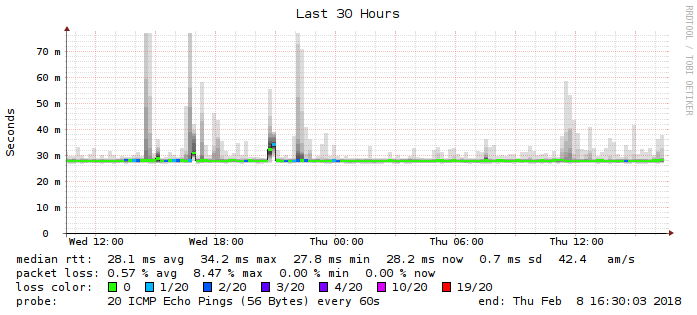 Last 30 Hours
RRDTOOL / TOBI OETIKER
Seconds
70 m
60 m
50 m
40 m
30 m
20 m
10 m
0
Wed 12:00 Wed 18:00 Thu 00:00 Thu 06:00 Thu 12:00
median rtt: 28.1 ms avg 34.2 ms max 27.8 ms min 28.2 ms now 0.7 ms sd 42.4 am/s
packet loss: 0.57 % avg 8.47 % max 0.00 % min 0.00 % now
loss color: 0 1/20 2/20 3/20 4/20 10/20 19/20
probe: 20 ICMP Echo Pings (56 Bytes) every 60s end: Thu Feb 8 16:30:03 2018